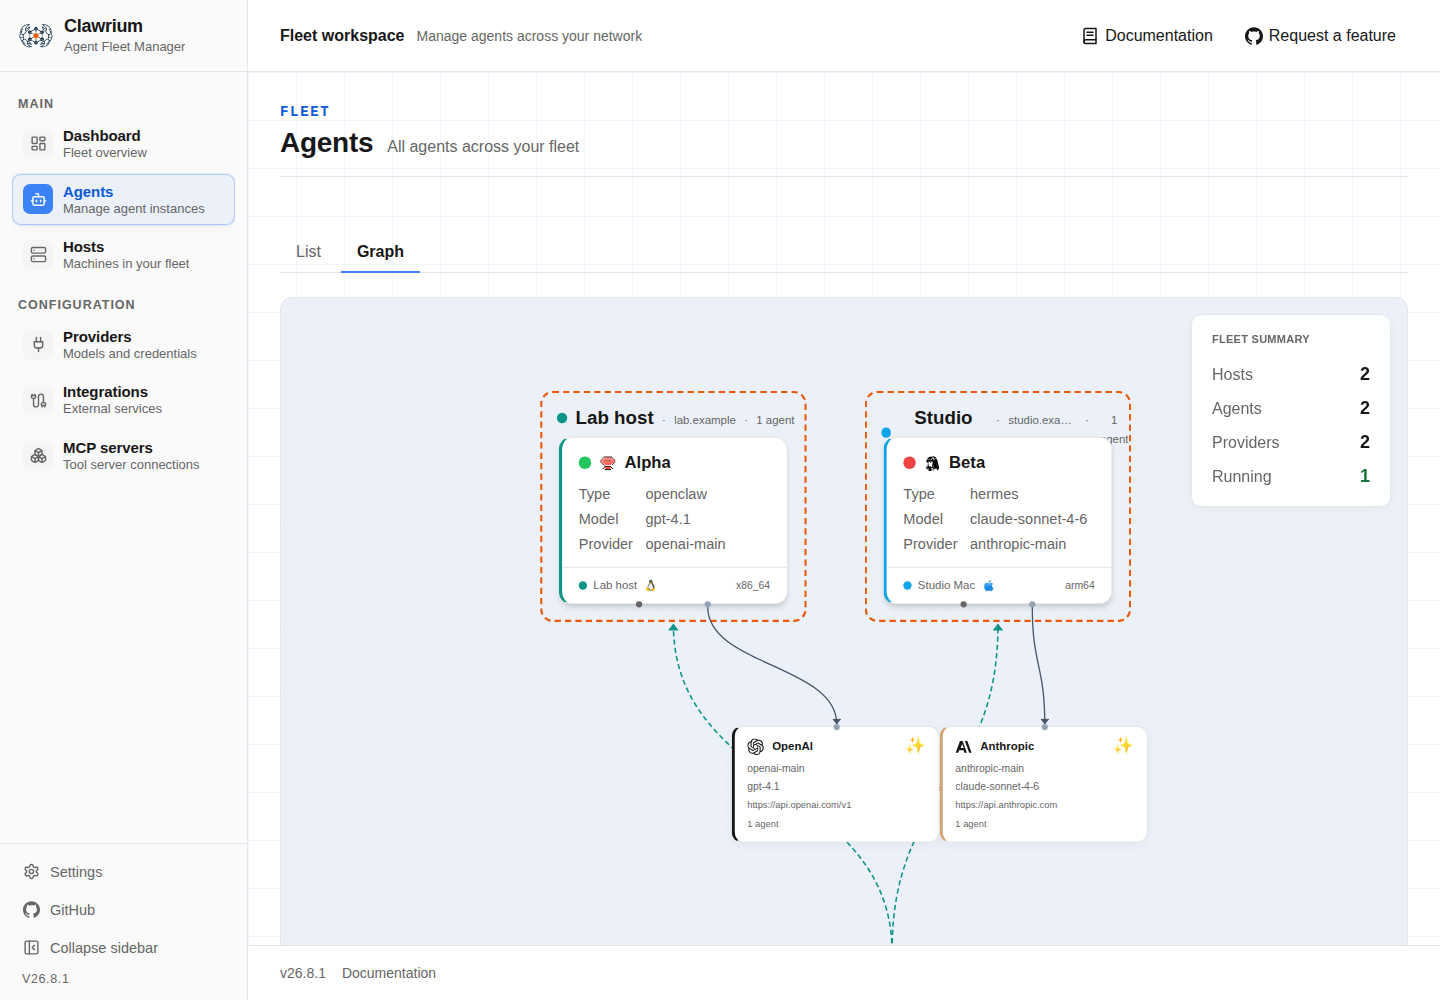 Clawrium
Agent Fleet Manager
Fleet workspace Manage agents across your network
Documentation
Request a feature
MAIN
Dashboard
Fleet overview
Agents
Manage agent instances
Hosts
Machines in your fleet
CONFIGURATION
Providers
Models and credentials
Integrations
External services
MCP servers
Tool server connections
Settings
GitHub
Collapse sidebar
V26.8.1
FLEET
Agents All agents across your fleet
List Graph
Lab host · lab.example · 1 agent
Alpha
Type openclaw
Model gpt-4.1
Provider openai-main
Lab host x86_64
Studio · studio.exa… · 1
Beta
Type hermes
Model claude-sonnet-4-6
Provider anthropic-main
Studio Mac arm64
FLEET SUMMARY
Hosts 2
Agents 2
Providers 2
Running 1
OpenAI
openai-main
gpt-4.1
https://api.openai.com/v1
1 agent
Anthropic
anthropic-main
claude-sonnet-4-6
https://api.anthropic.com
1 agent
v26.8.1 Documentation